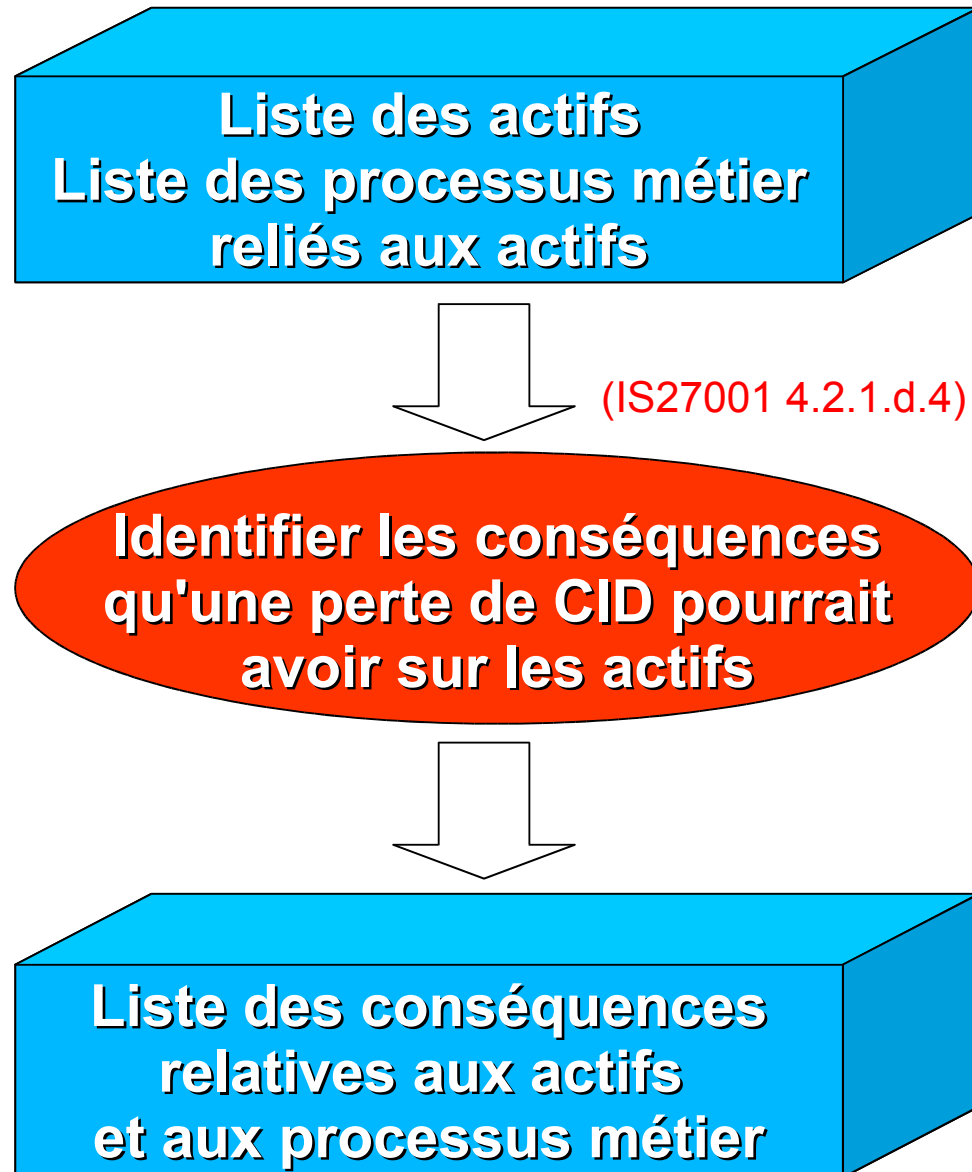 Liste des actifs
Liste des processus métier
reliés aux actifs
(IS27001 4.2.1.d.4)
Identifier les conséquences
qu'une perte de CID pourrait
avoir sur les actifs
Liste des conséquences
relatives aux actifs
et aux processus métier